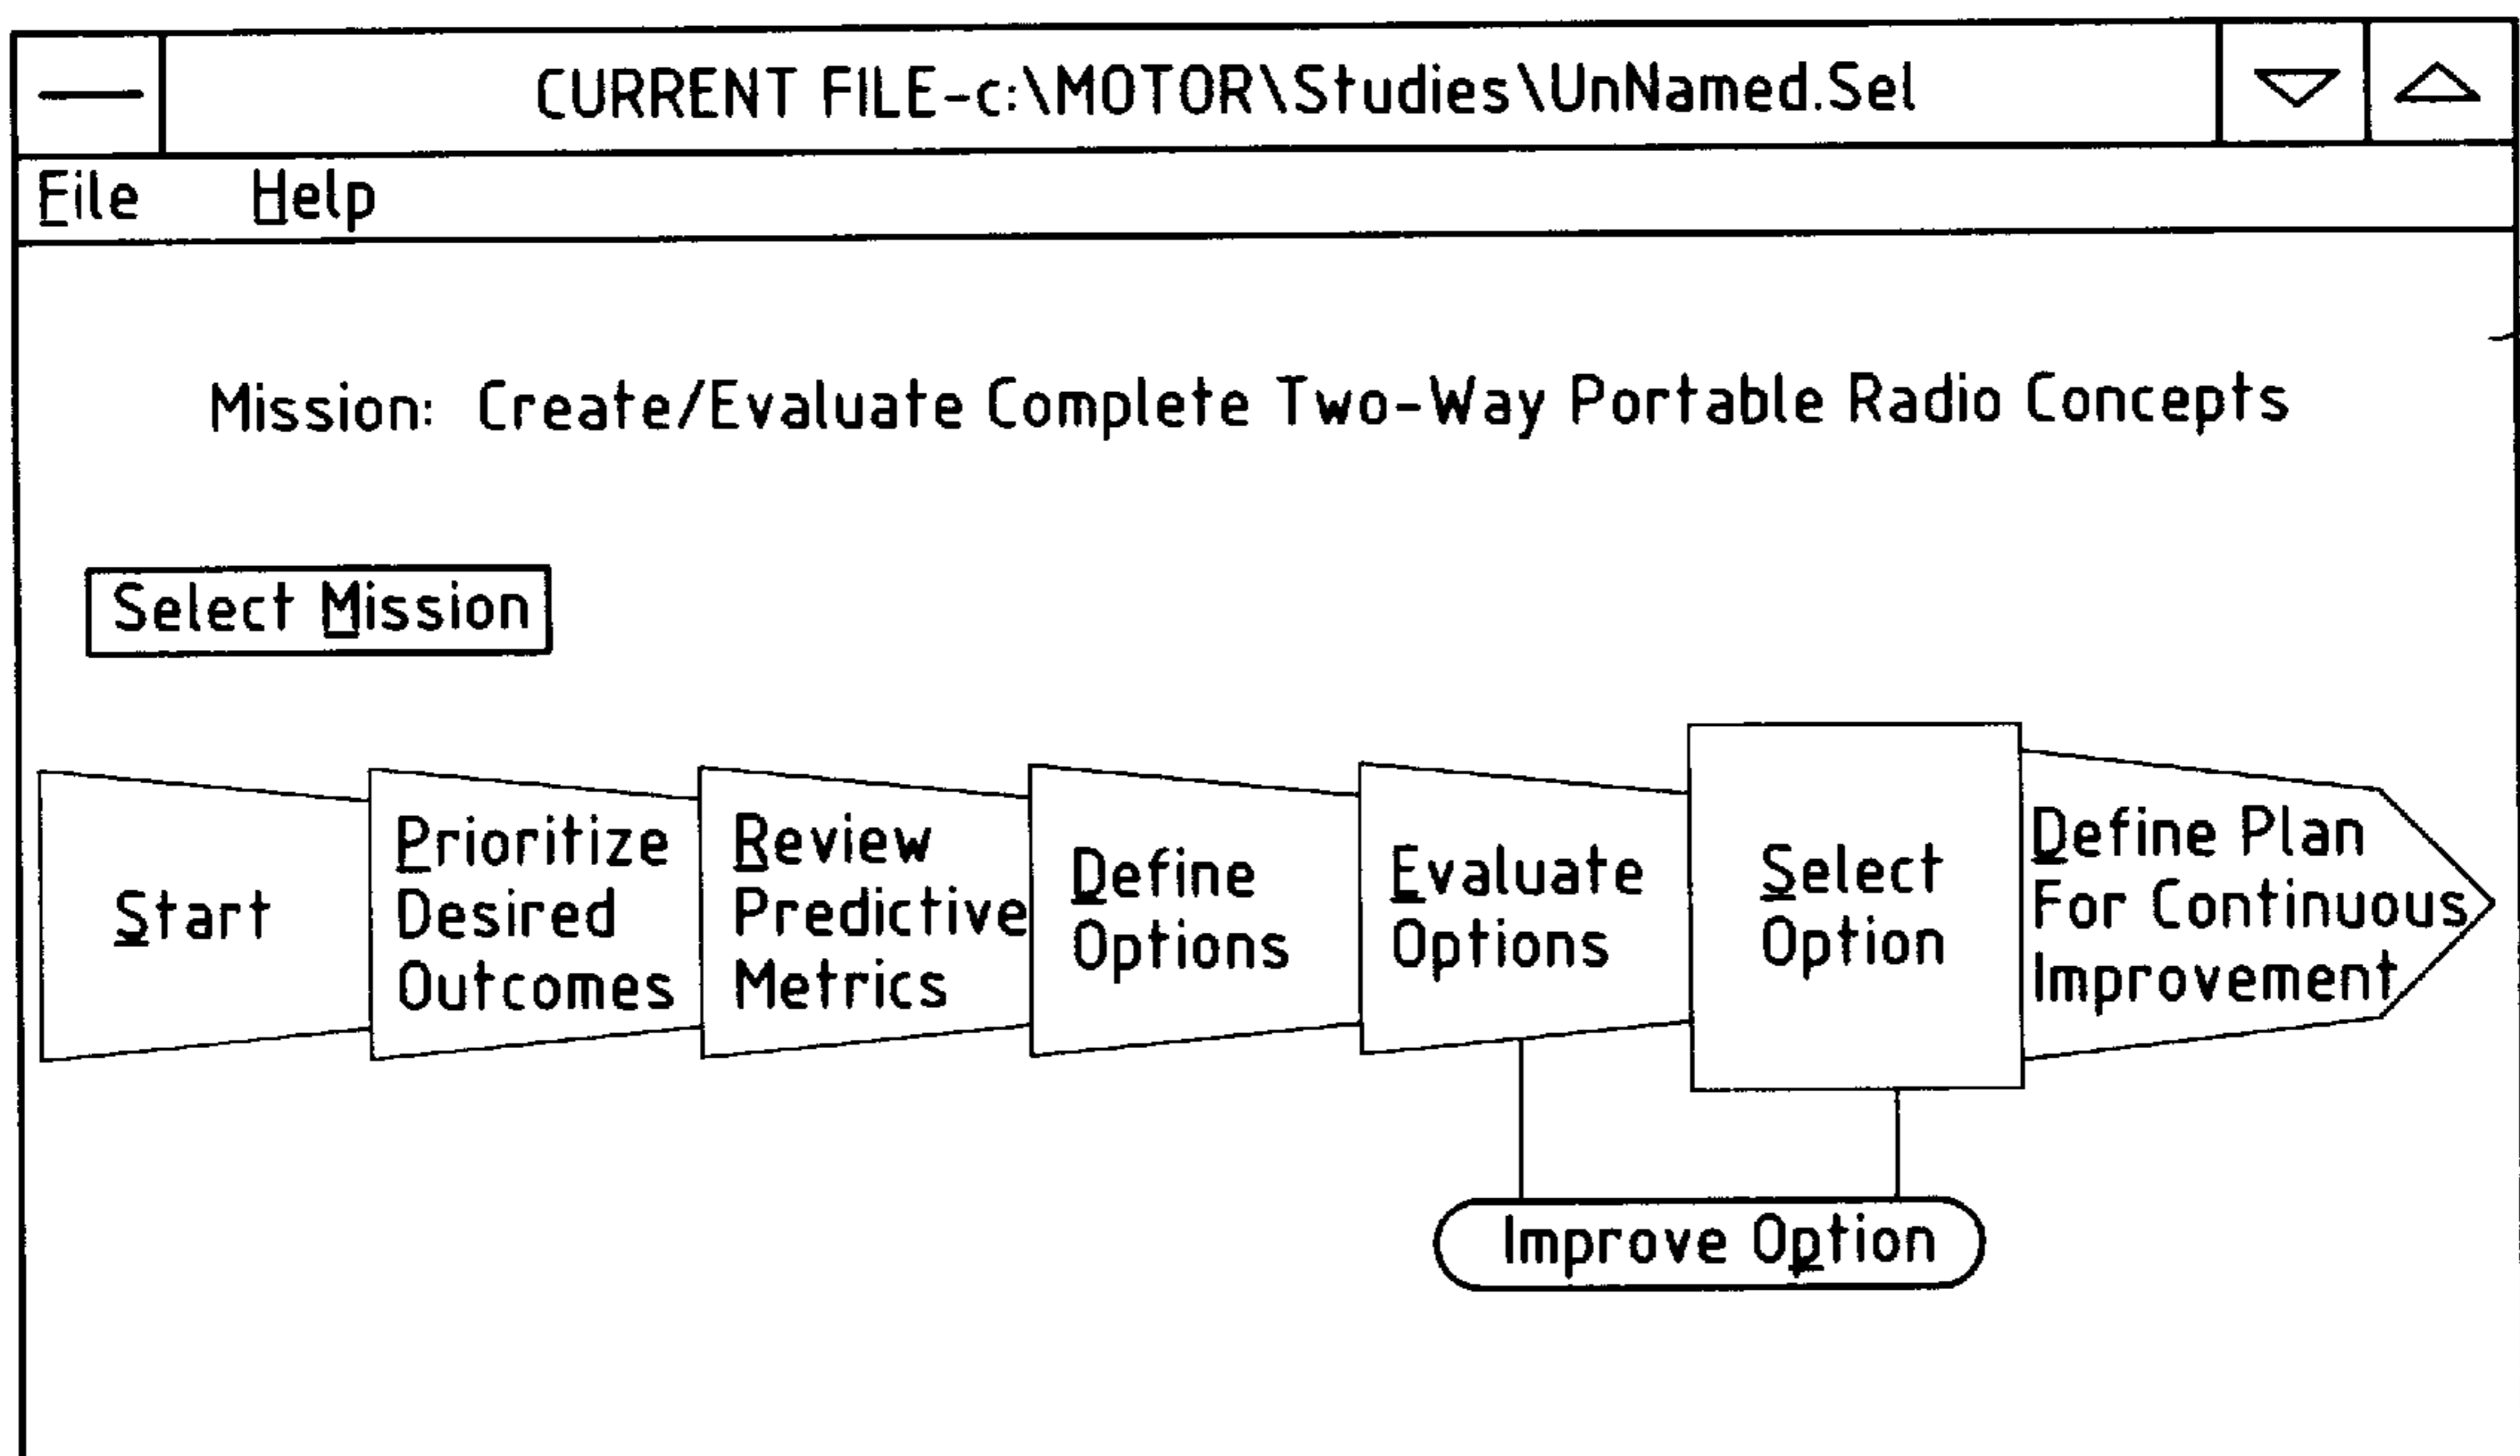 CURRENT FILE-c:\MOTOR\Studies\UnNamed.Sel
File Help
Mission: Create/Evaluate Complete Two-Way Portable Radio Concepts
Select Mission
Start
Prioritize
Desired
Outcomes
Review
Predictive
Metrics
Define
Options
Evaluate
Options
Select
Option
Define Plan
For Continuous
Improvement
Improve Option